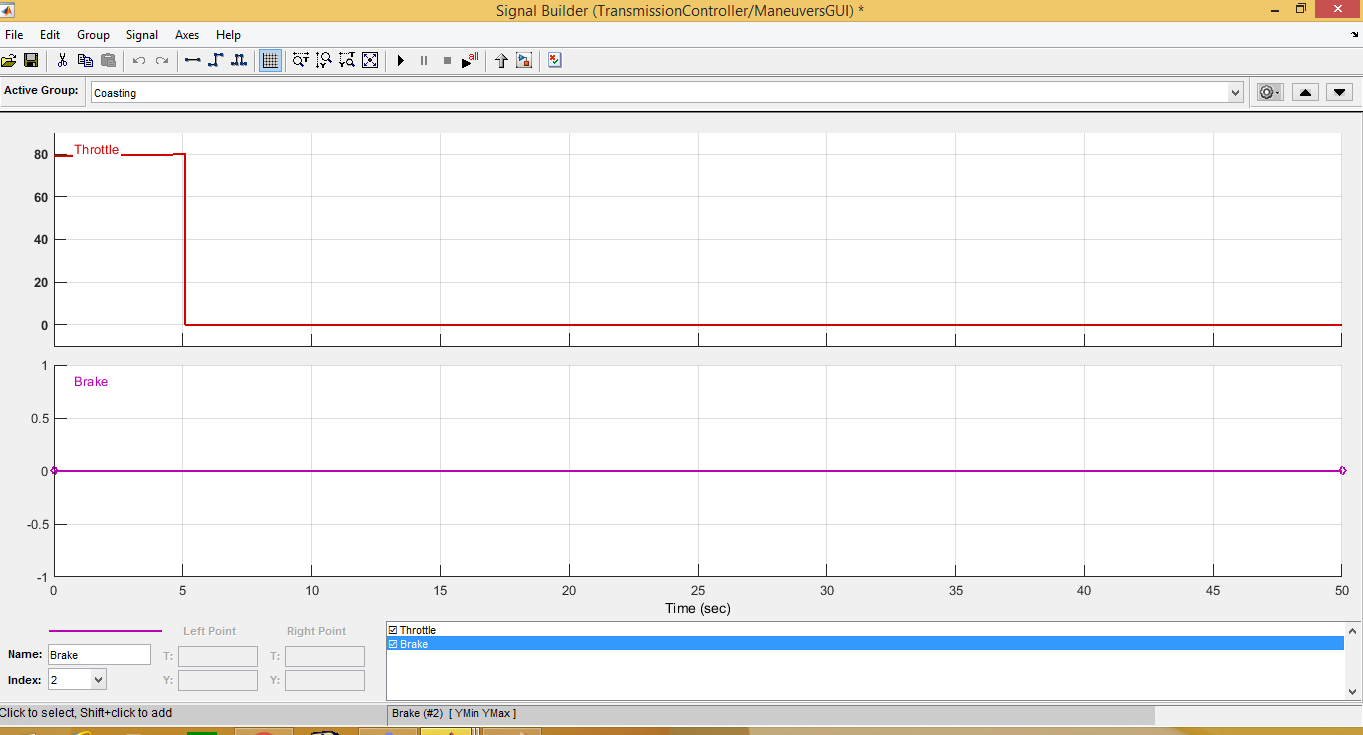 Signal Builder (TransmissionController/ManeuversGUI) *
File Edit Group Signal Axes Help
all
Active Group: Coasting
Throttle
80
60
40
20
0
Brake
1
0.5
0
-0.5
-1
0 5 10 15 20 25 30 35 40 45 50
Time (sec)
Left Point Right Point
Name: Brake T: T:
Index: 2 Y: Y:
Throttle
Brake
Click to select, Shift+click to add
Brake (#2) [ YMin YMax ]